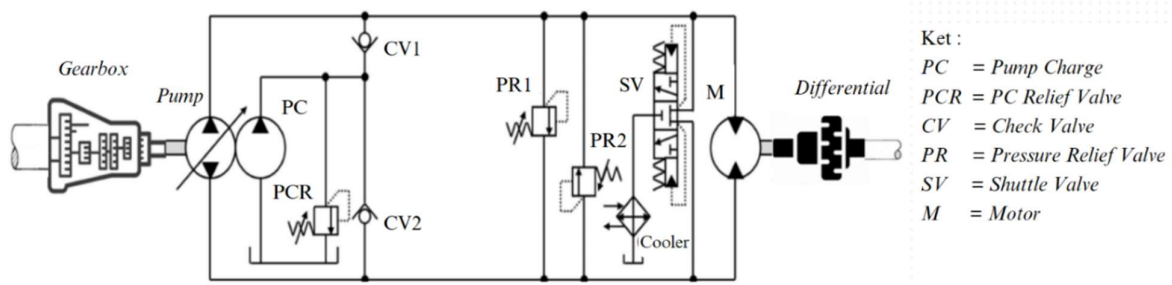 Gearbox
Pump
PC
PCR
CV1
CV2
PR1
PR2
SV
M
Cooler
Differential
Ket :
PC = Pump Charge
PCR = PC Relief Valve
CV = Check Valve
PR = Pressure Relief Valve
SV = Shuttle Valve
M = Motor